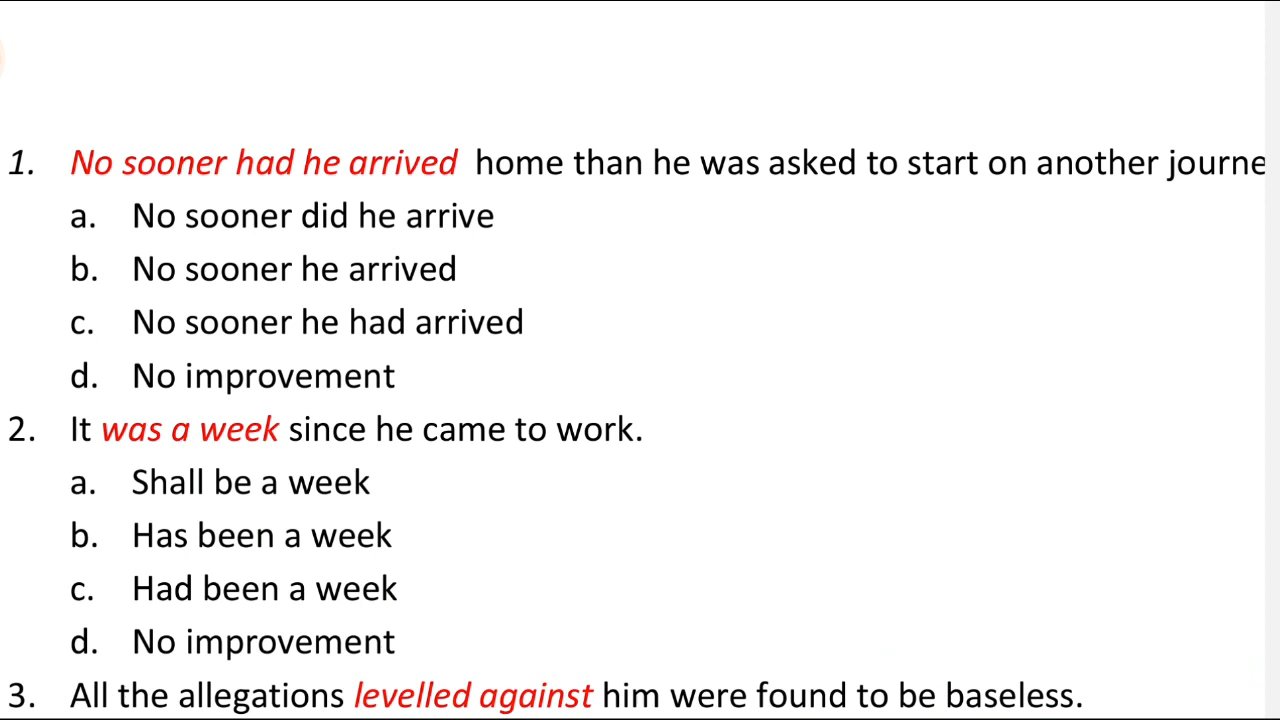 1. No sooner had he arrived home than he was asked to start on another journe
a. No sooner did he arrive
b. No sooner he arrived
c. No sooner he had arrived
d. No improvement
2. It was a week since he came to work.
a. Shall be a week
b. Has been a week
c. Had been a week
d. No improvement
3. All the allegations levelled against him were found to be baseless.